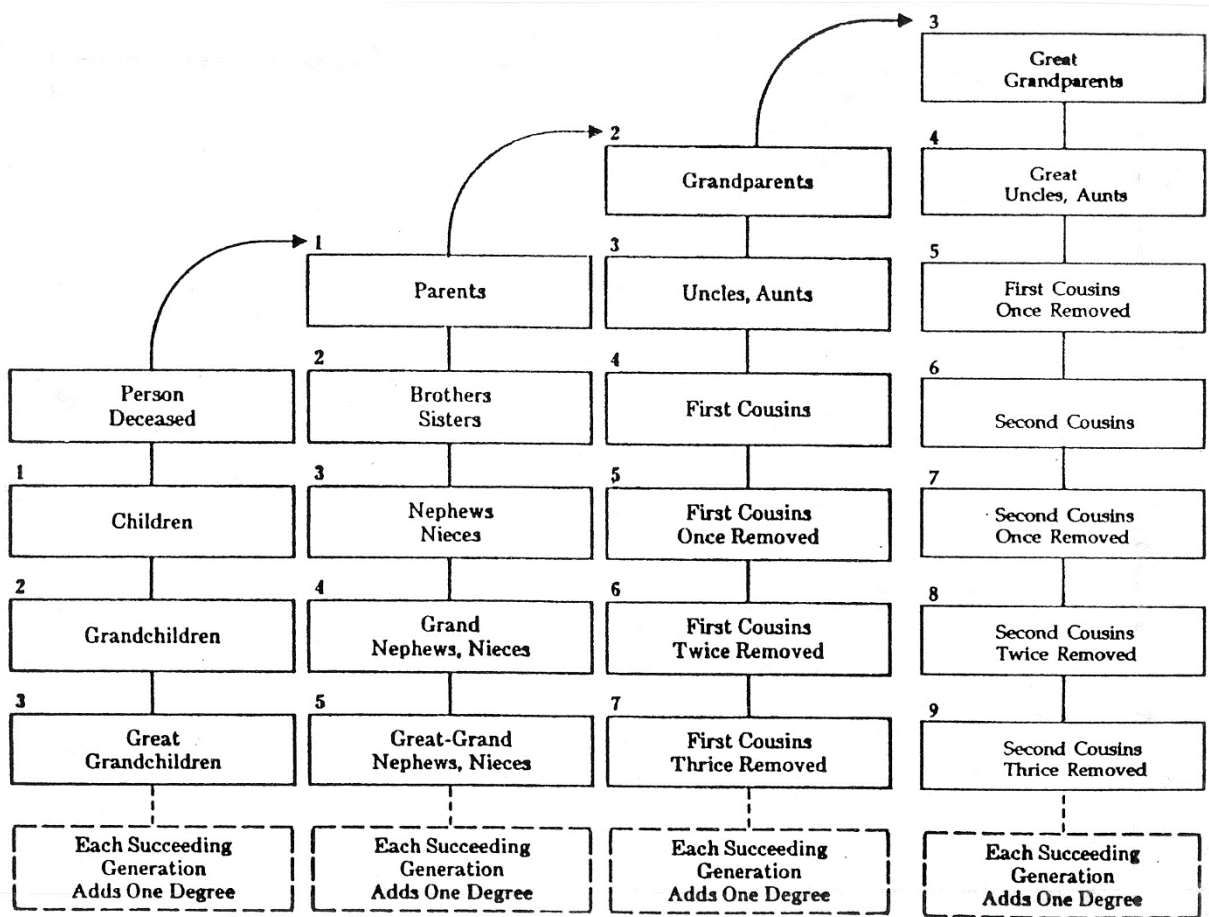 Person
Deceased
1
Children
2
Grandchildren
3
Great
Grandchildren
Each Succeeding
Generation
Adds One Degree
1
Parents
2
Brothers
Sisters
3
Nephews
Nieces
4
Grand
Nephews, Nieces
5
Great-Grand
Nephews, Nieces
Each Succeeding
Generation
Adds One Degree
2
Grandparents
3
Uncles, Aunts
4
First Cousins
5
First Cousins
Once Removed
6
First Cousins
Twice Removed
7
First Cousins
Thrice Removed
Each Succeeding
Generation
Adds One Degree
3
Great
Grandparents
4
Great
Uncles, Aunts
5
First Cousins
Once Removed
6
Second Cousins
7
Second Cousins
Once Removed
8
Second Cousins
Twice Removed
9
Second Cousins
Thrice Removed
Each Succeeding
Generation
Adds One Degree